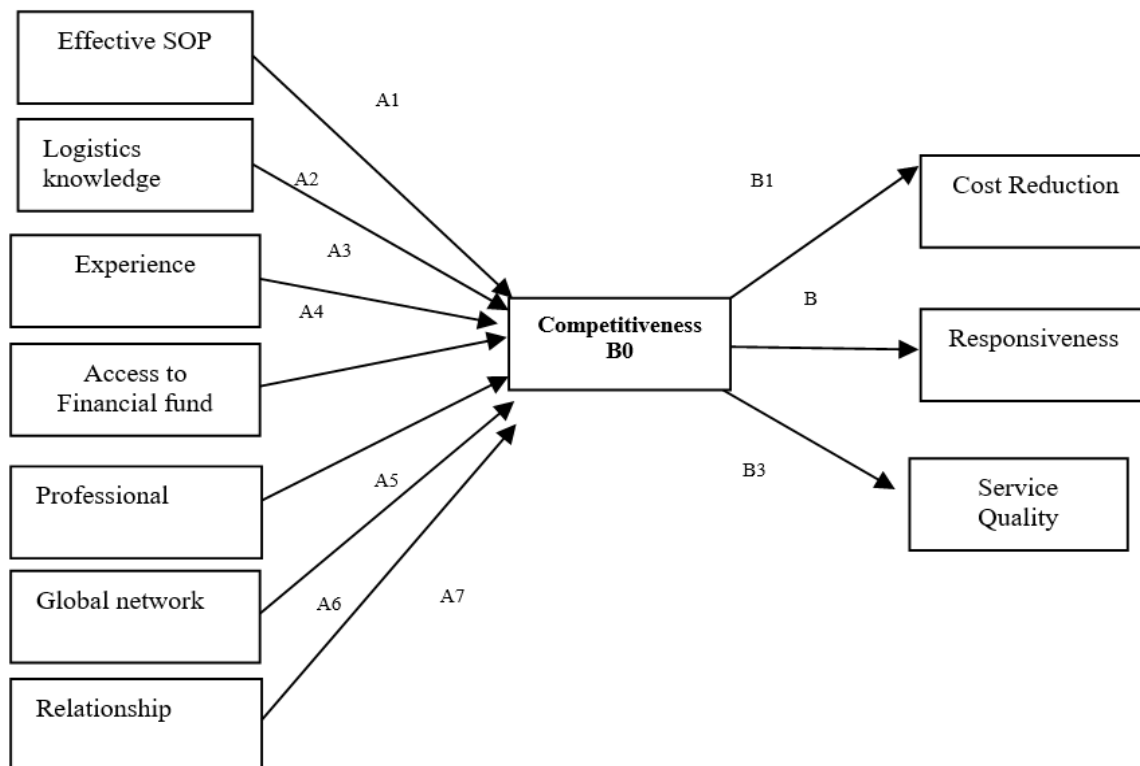 Effective SOP
A1
Logistics
knowledge
A2
A3
Experience
A4
Access to
Financial fund
Professional
A5
Global network
A6
A7
Relationship
Competitiveness
B0
B1
Cost Reduction
B
Responsiveness
B3
Service
Quality